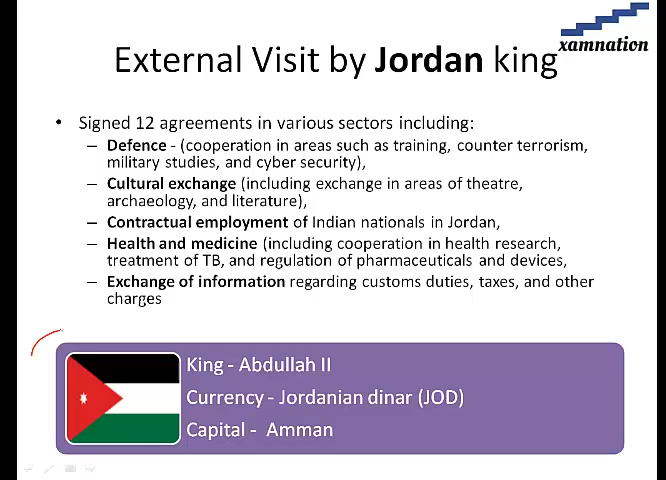 xamnation
External Visit by Jordan king
• Signed 12 agreements in various sectors including:
– Defence - (cooperation in areas such as training, counter terrorism,
military studies, and cyber security),
– Cultural exchange (including exchange in areas of theatre,
archaeology, and literature),
– Contractual employment of Indian nationals in Jordan,
– Health and medicine (including cooperation in health research,
treatment of TB, and regulation of pharmaceuticals and devices,
– Exchange of information regarding customs duties, taxes, and other
charges
King - Abdullah II
Currency - Jordanian dinar (JOD)
Capital - Amman